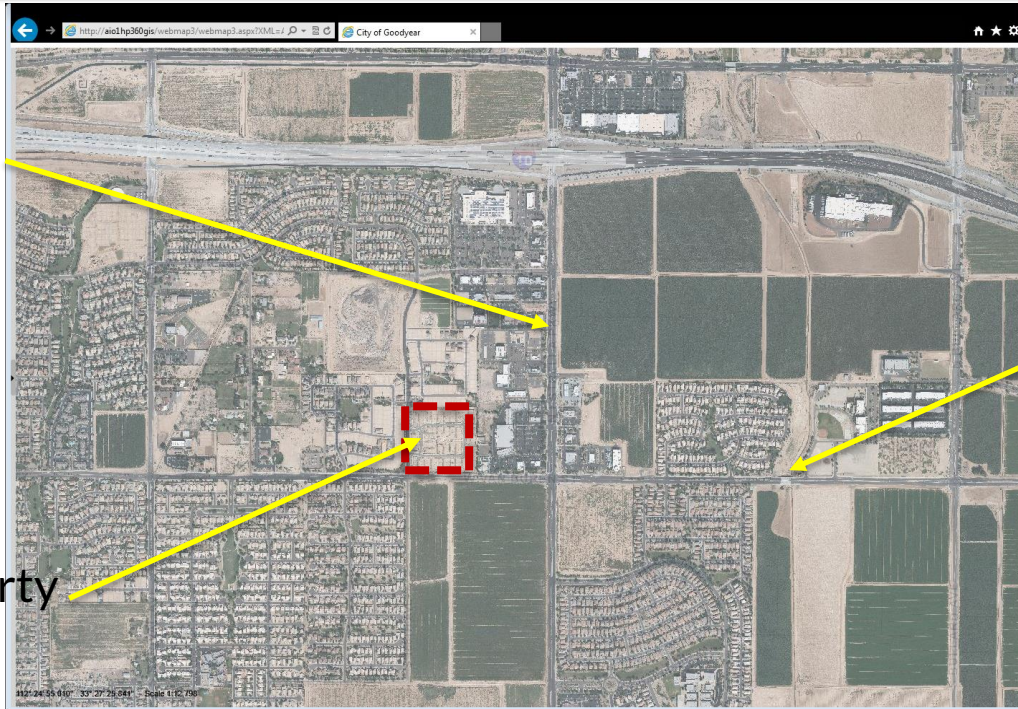 http://aio1hp360gis/webmap3/webmap3.aspx?XML=
City of Goodyear
10
rty
112° 24' 55.010" 33° 27' 25.841" - Scale 1:12,798